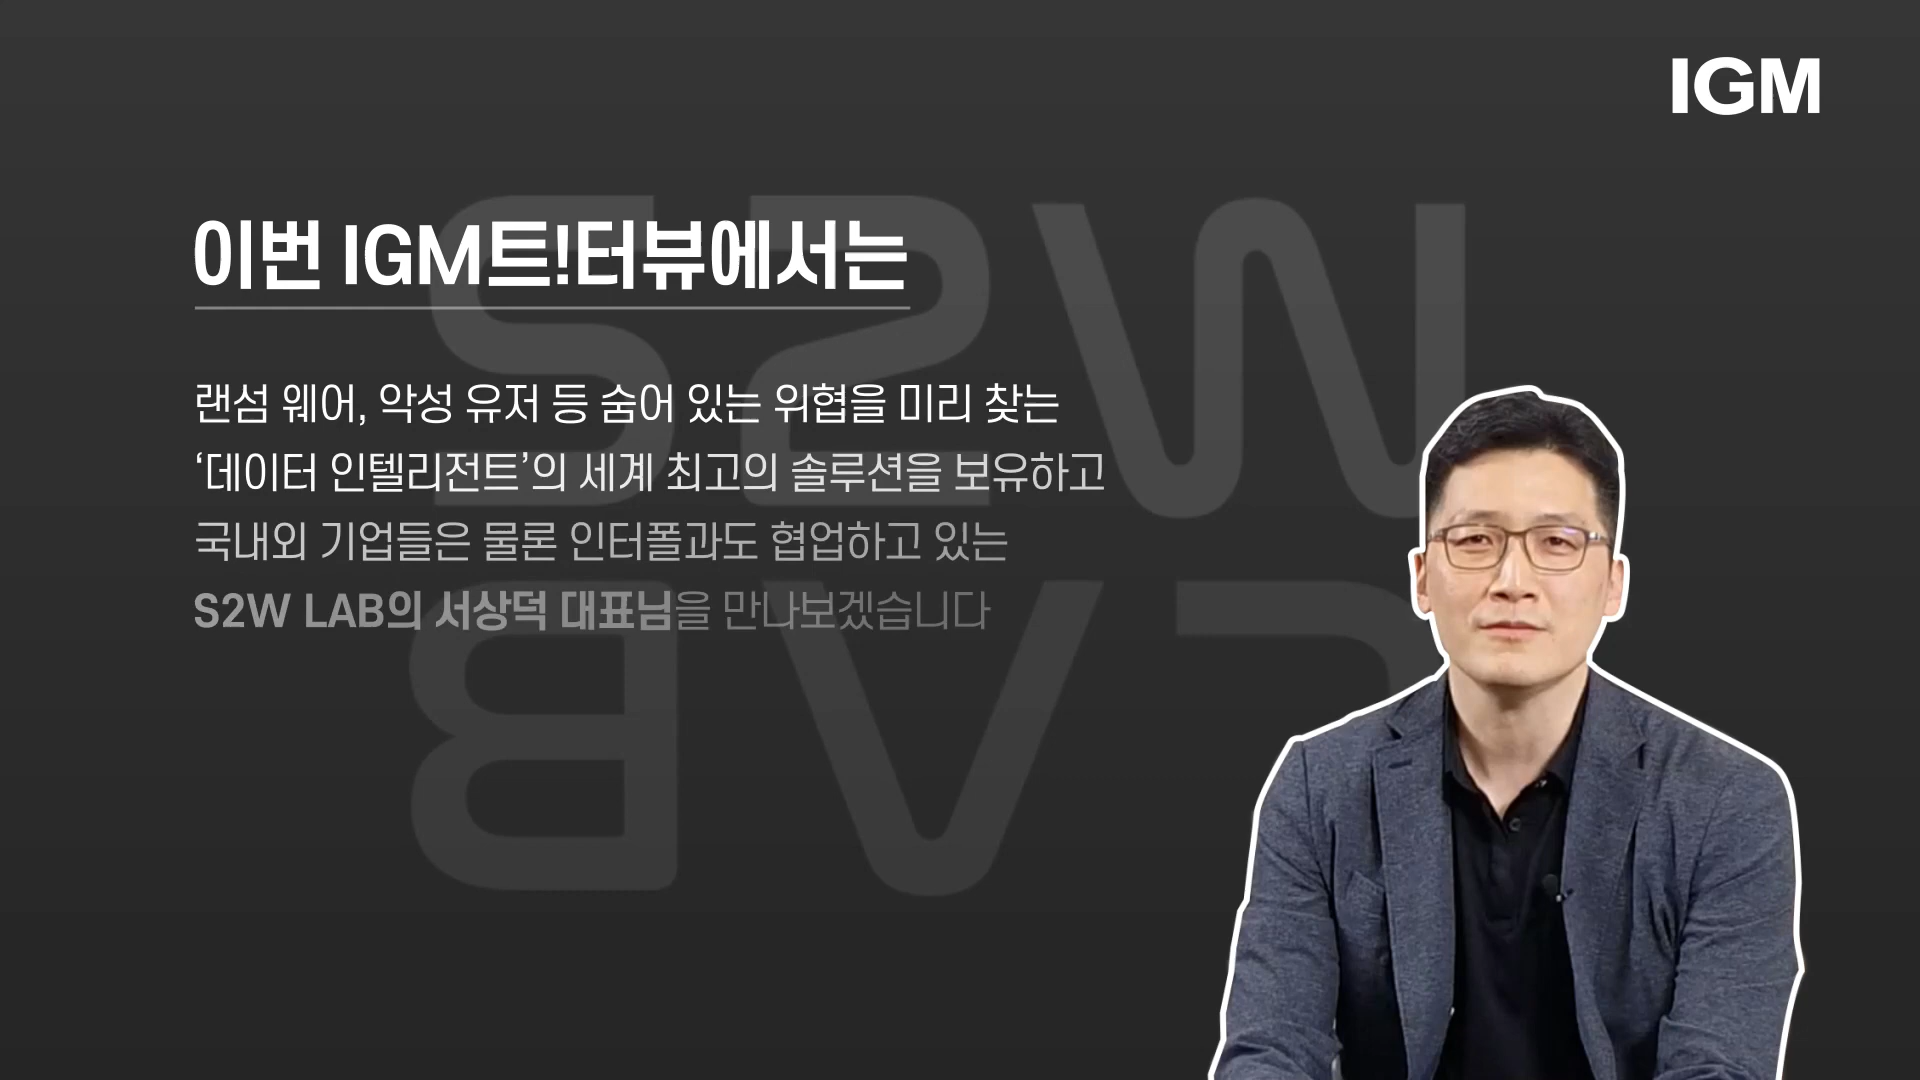 IGM
이번 IGM트!터뷰에서는
랜섬 웨어, 악성 유저 등 숨어 있는 위협을 미리 찾는
‘데이터 인텔리전트’의 세계 최고의 솔루션을 보유하고
국내외 기업들은 물론 인터폴과도 협업하고 있는
S2W LAB의 서상덕 대표님을 만나보겠습니다
S2W